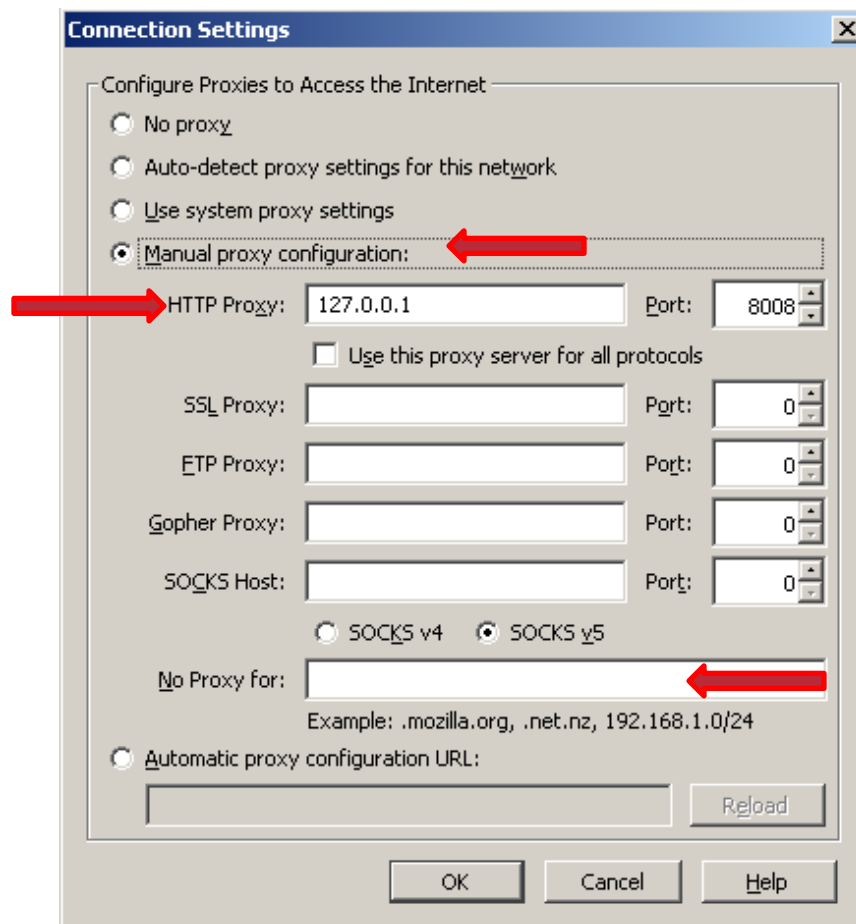 Connection Settings
Configure Proxies to Access the Internet
No proxy
Auto-detect proxy settings for this network
Use system proxy settings
Manual proxy configuration:
HTTP Proxy: 127.0.0.1 Port: 8008
Use this proxy server for all protocols
SSL Proxy: Port: 0
FTP Proxy: Port: 0
Gopher Proxy: Port: 0
SOCKS Host: Port: 0
SOCKS v4 SOCKS v5
No Proxy for:
Example: .mozilla.org, .net.nz, 192.168.1.0/24
Automatic proxy configuration URL:
Reload
OK Cancel Help